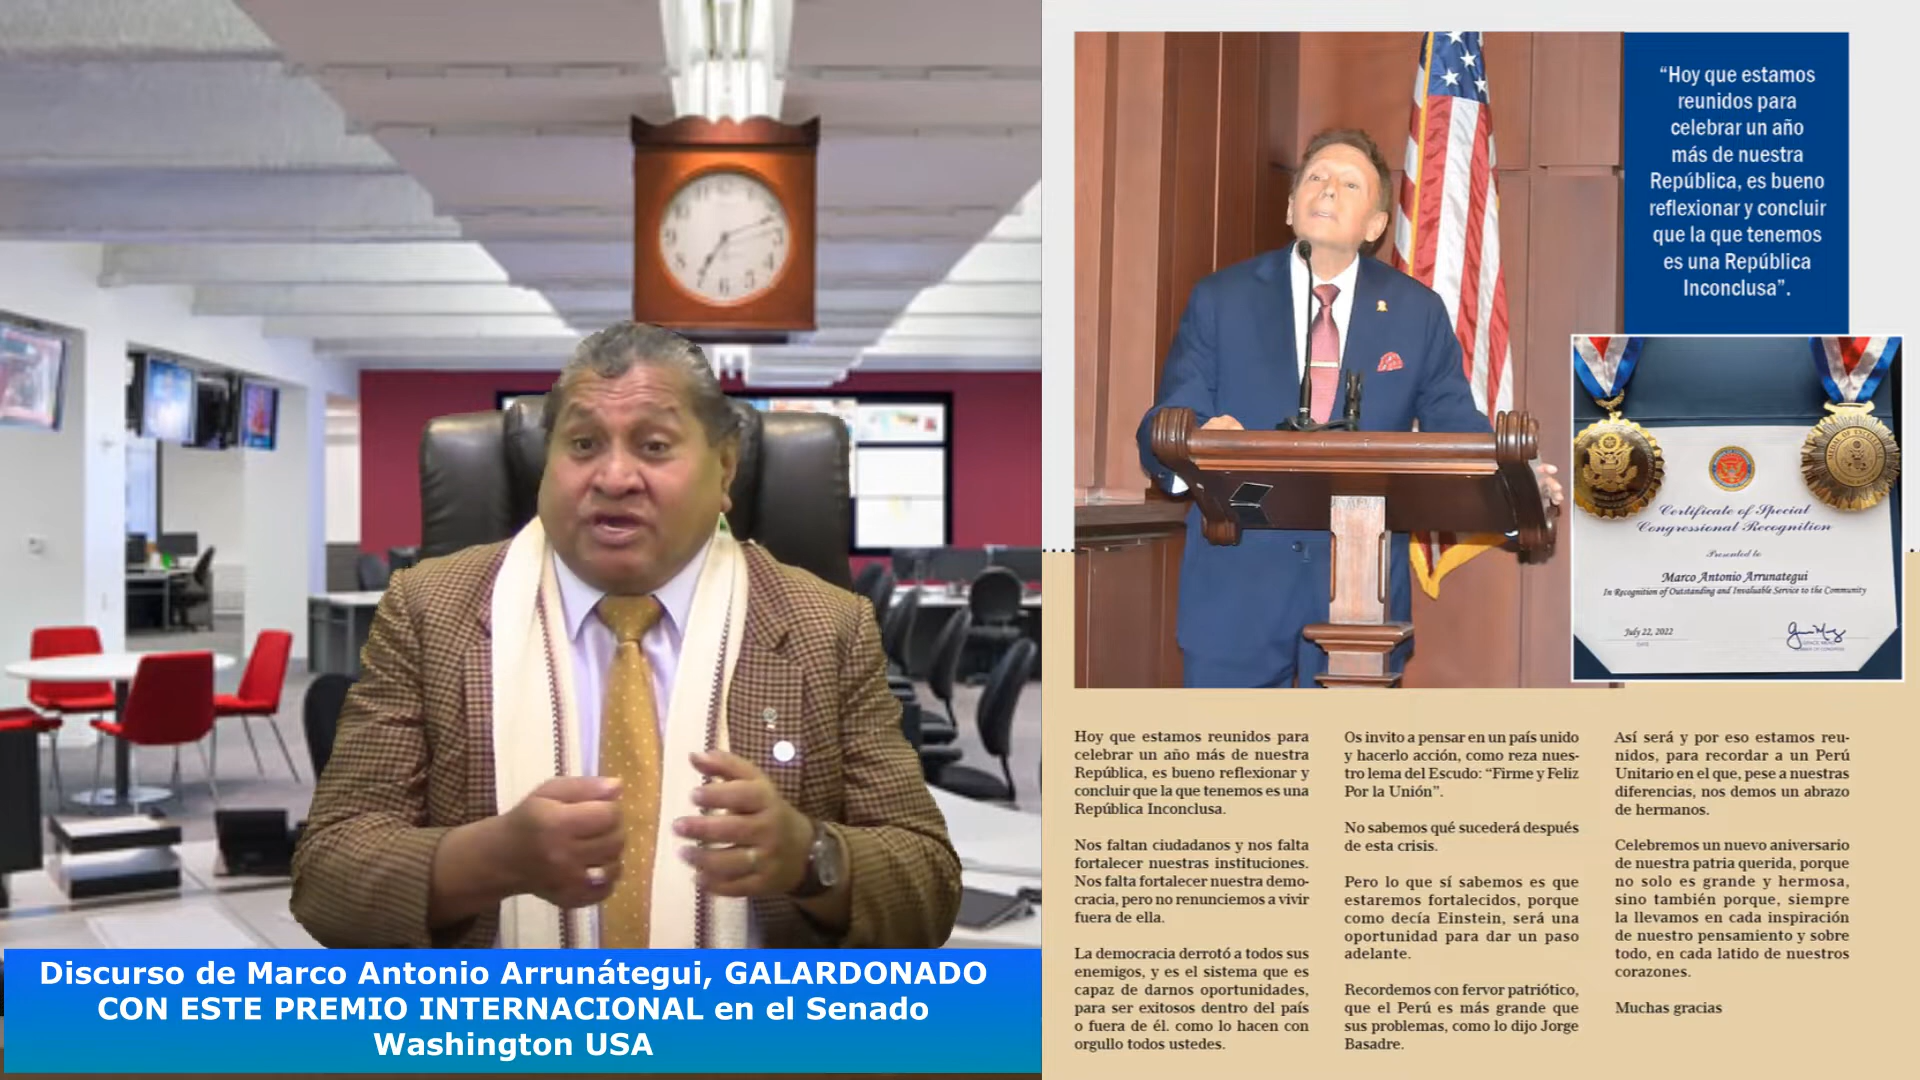 Discurso de Marco Antonio Arrunátegui, GALARDONADO
CON ESTE PREMIO INTERNACIONAL en el Senado
Washington USA
“Hoy que estamos
reunidos para
celebrar un año
más de nuestra
República, es bueno
reflexionar y concluir
que la que tenemos
es una República
Inconclusa”.
Certificate of Special
Congressional Recognition
Presented to
Marco Antonio Arrunategui
In Recognition of Outstanding and Invaluable Service to the Community
July 22, 2022
DATE
MEMBER OF CONGRESS
Hoy que estamos reunidos para
celebrar un año más de nuestra
República, es bueno reflexionar y
concluir que la que tenemos es una
República Inconclusa.
Nos faltan ciudadanos y nos falta
fortalecer nuestras instituciones.
Nos falta fortalecer nuestra demo-
cracia, pero no renunciemos a vivir
fuera de ella.
La democracia derrotó a todos sus
enemigos, y es el sistema que es
capaz de darnos oportunidades,
para ser exitosos dentro del país
o fuera de él. como lo hacen con
orgullo todos ustedes.
Os invito a pensar en un país unido
y hacerlo acción, como reza nues-
tro lema del Escudo: “Firme y Feliz
Por la Unión”.
No sabemos qué sucederá después
de esta crisis.
Pero lo que sí sabemos es que
estaremos fortalecidos, porque
como decía Einstein, será una
oportunidad para dar un paso
adelante.
Recordemos con fervor patriótico,
que el Perú es más grande que
sus problemas, como lo dijo Jorge
Basadre.
Así será y por eso estamos reu-
nidos, para recordar a un Perú
Unitario en el que, pese a nuestras
diferencias, nos demos un abrazo
de hermanos.
Celebremos un nuevo aniversario
de nuestra patria querida, porque
no solo es grande y hermosa,
sino también porque, siempre
la llevamos en cada inspiración
de nuestro pensamiento y sobre
todo, en cada latido de nuestros
corazones.
Muchas gracias